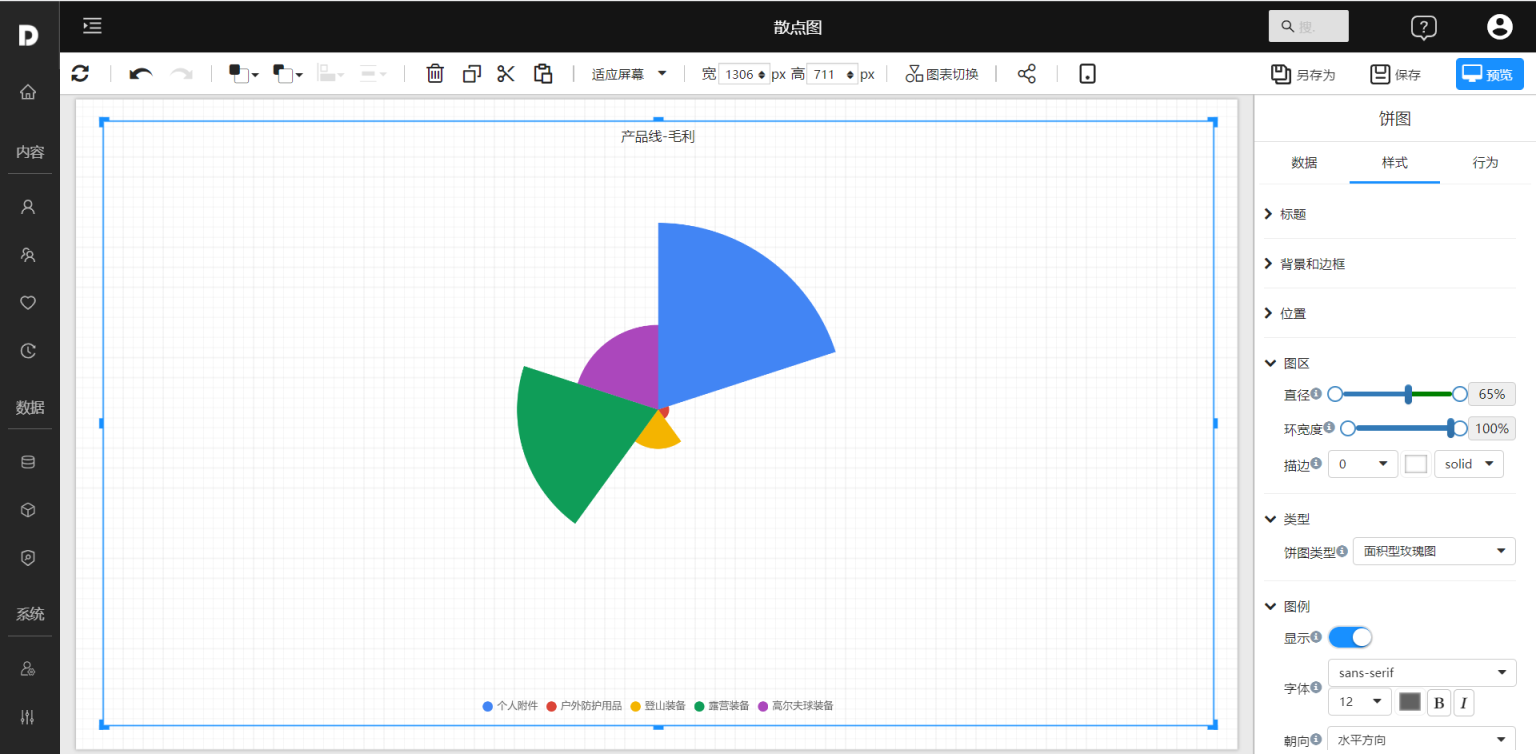 散点图
搜.
适应屏幕
宽 1306 px 高 711 px
图表切换
另存为
保存
预览
内容
数据
系统
产品线-毛利
个人附件 户外防护用品 登山装备 露营装备 高尔夫球装备
饼图
数据 样式 行为
标题
背景和边框
位置
图区
直径 65%
环宽度 100%
描边 0 solid
类型
饼图类型 面积型玫瑰图
图例
显示
字体 sans-serif
12 B I
朝向 水平方向